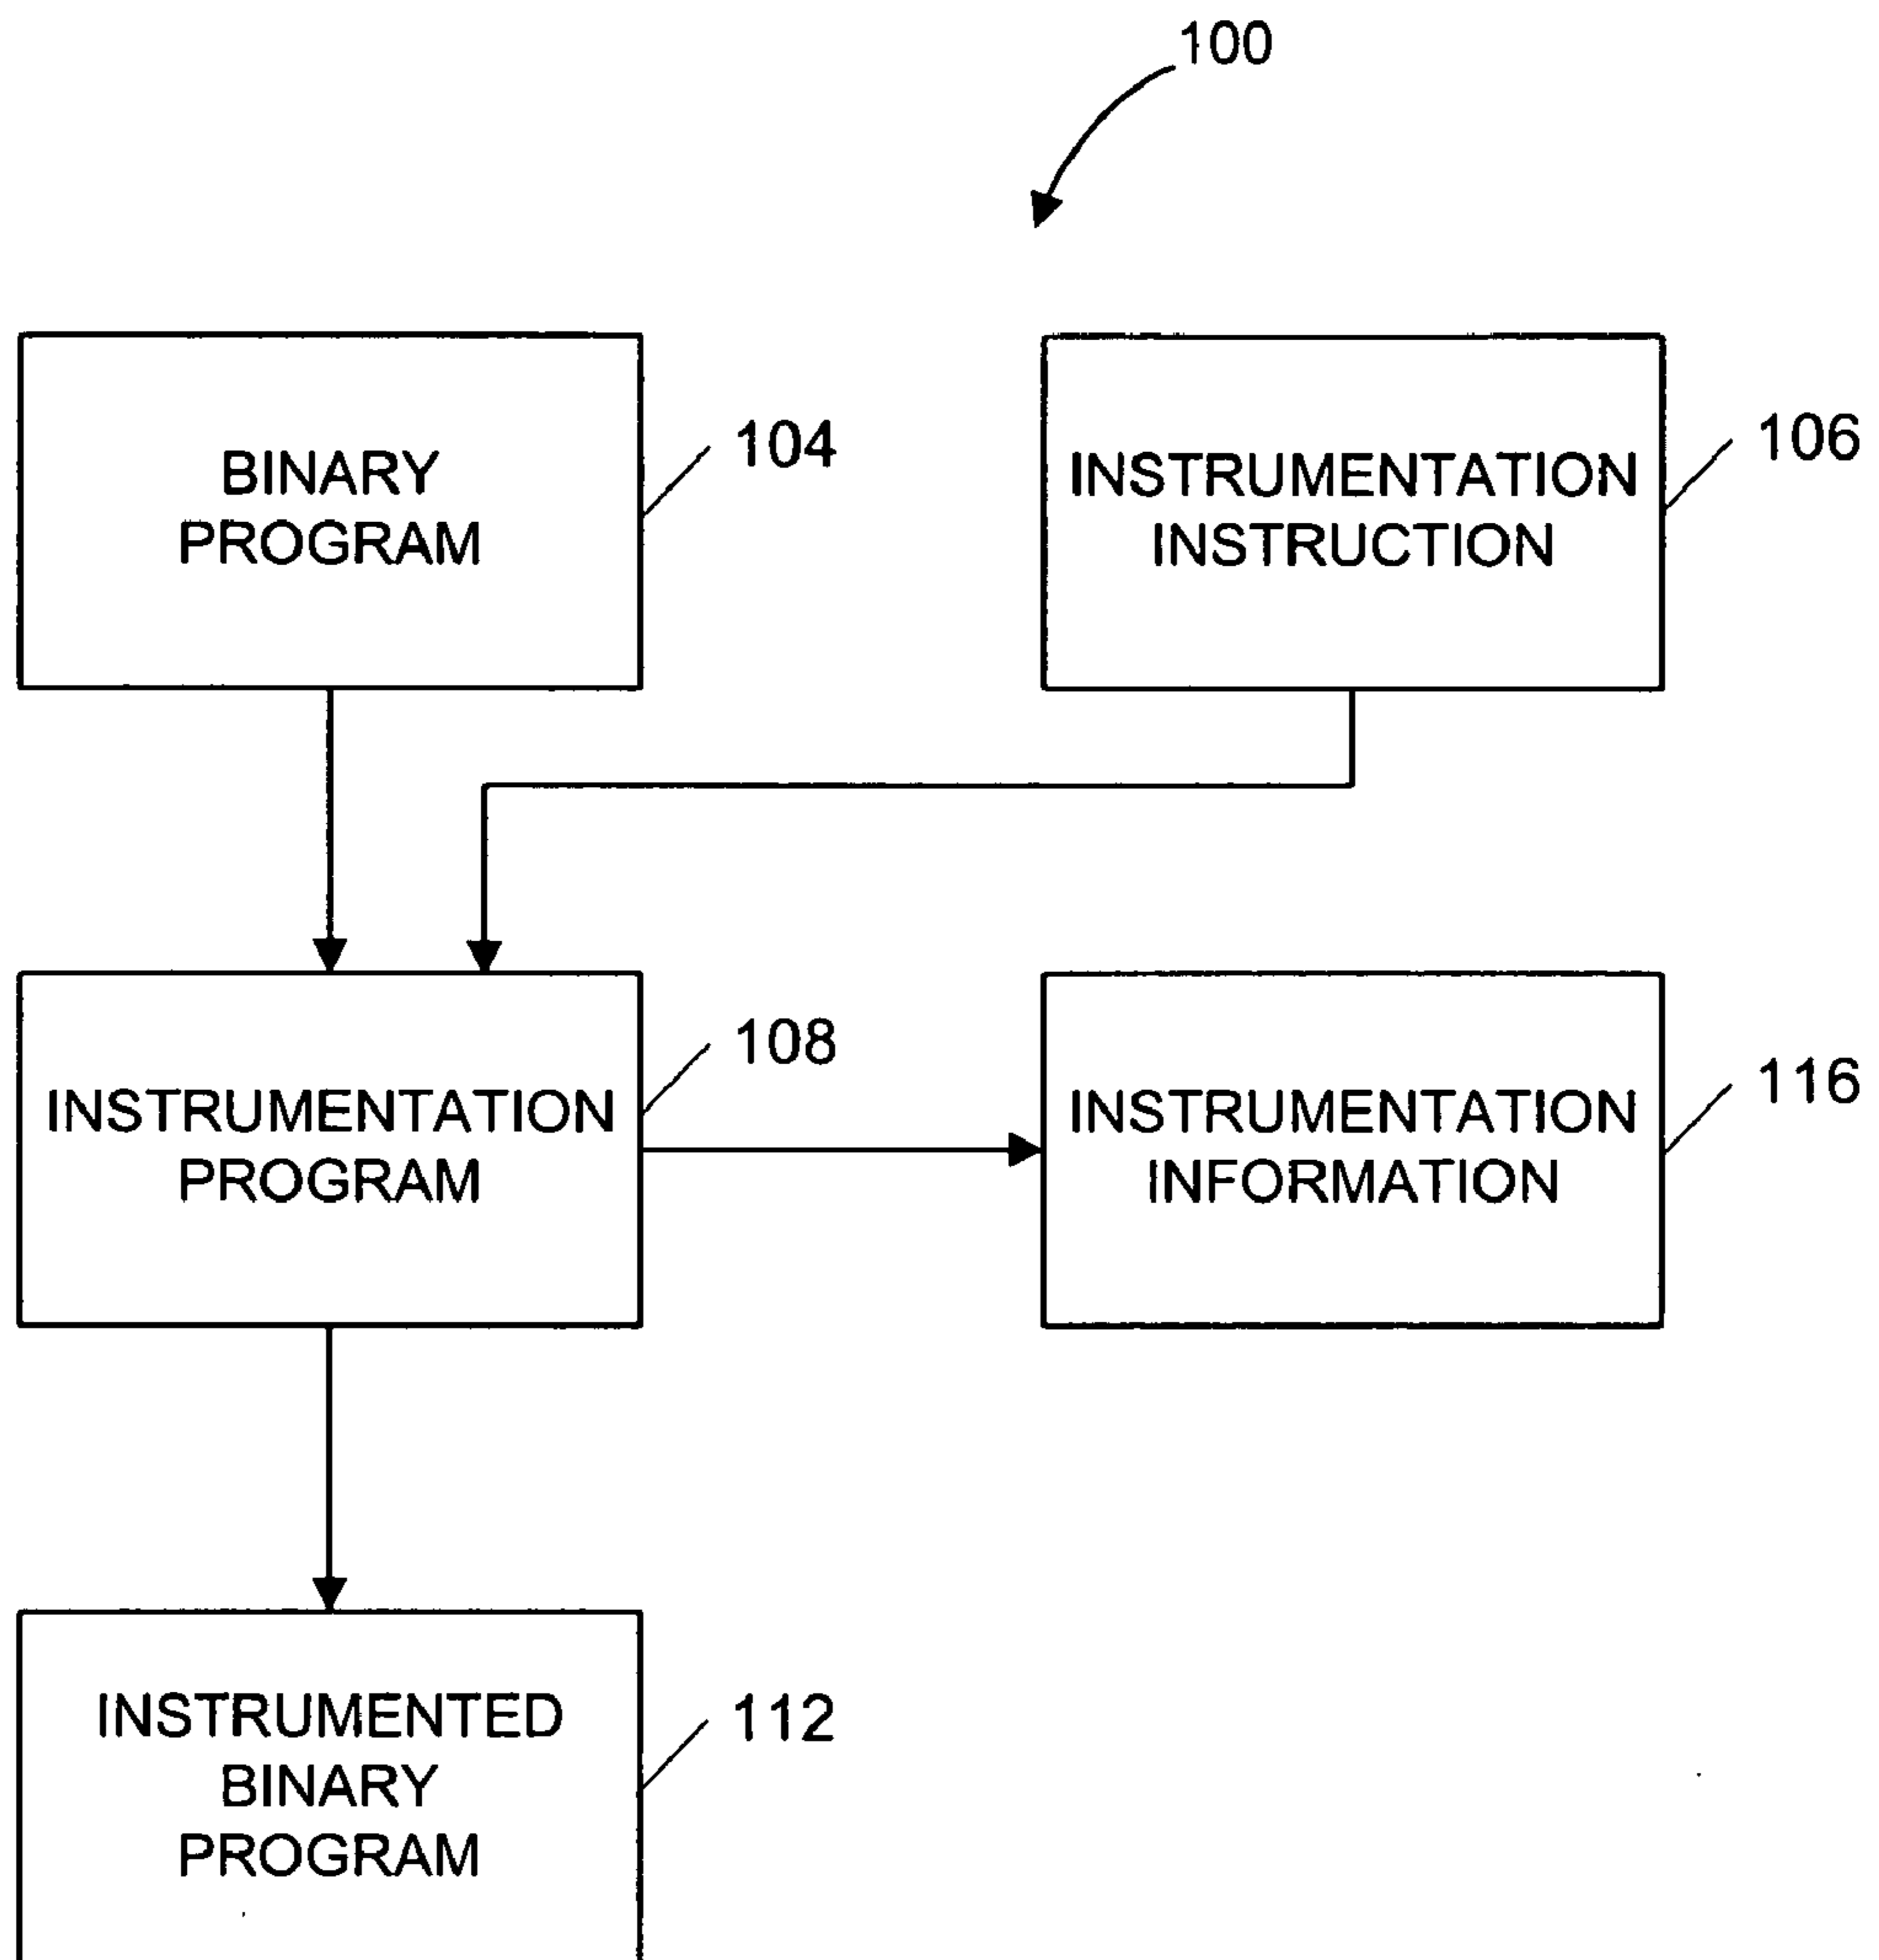 100
BINARY
PROGRAM
104
INSTRUMENTATION
INSTRUCTION
106
INSTRUMENTATION
PROGRAM
108
INSTRUMENTATION
INFORMATION
116
INSTRUMENTED
BINARY
PROGRAM
112